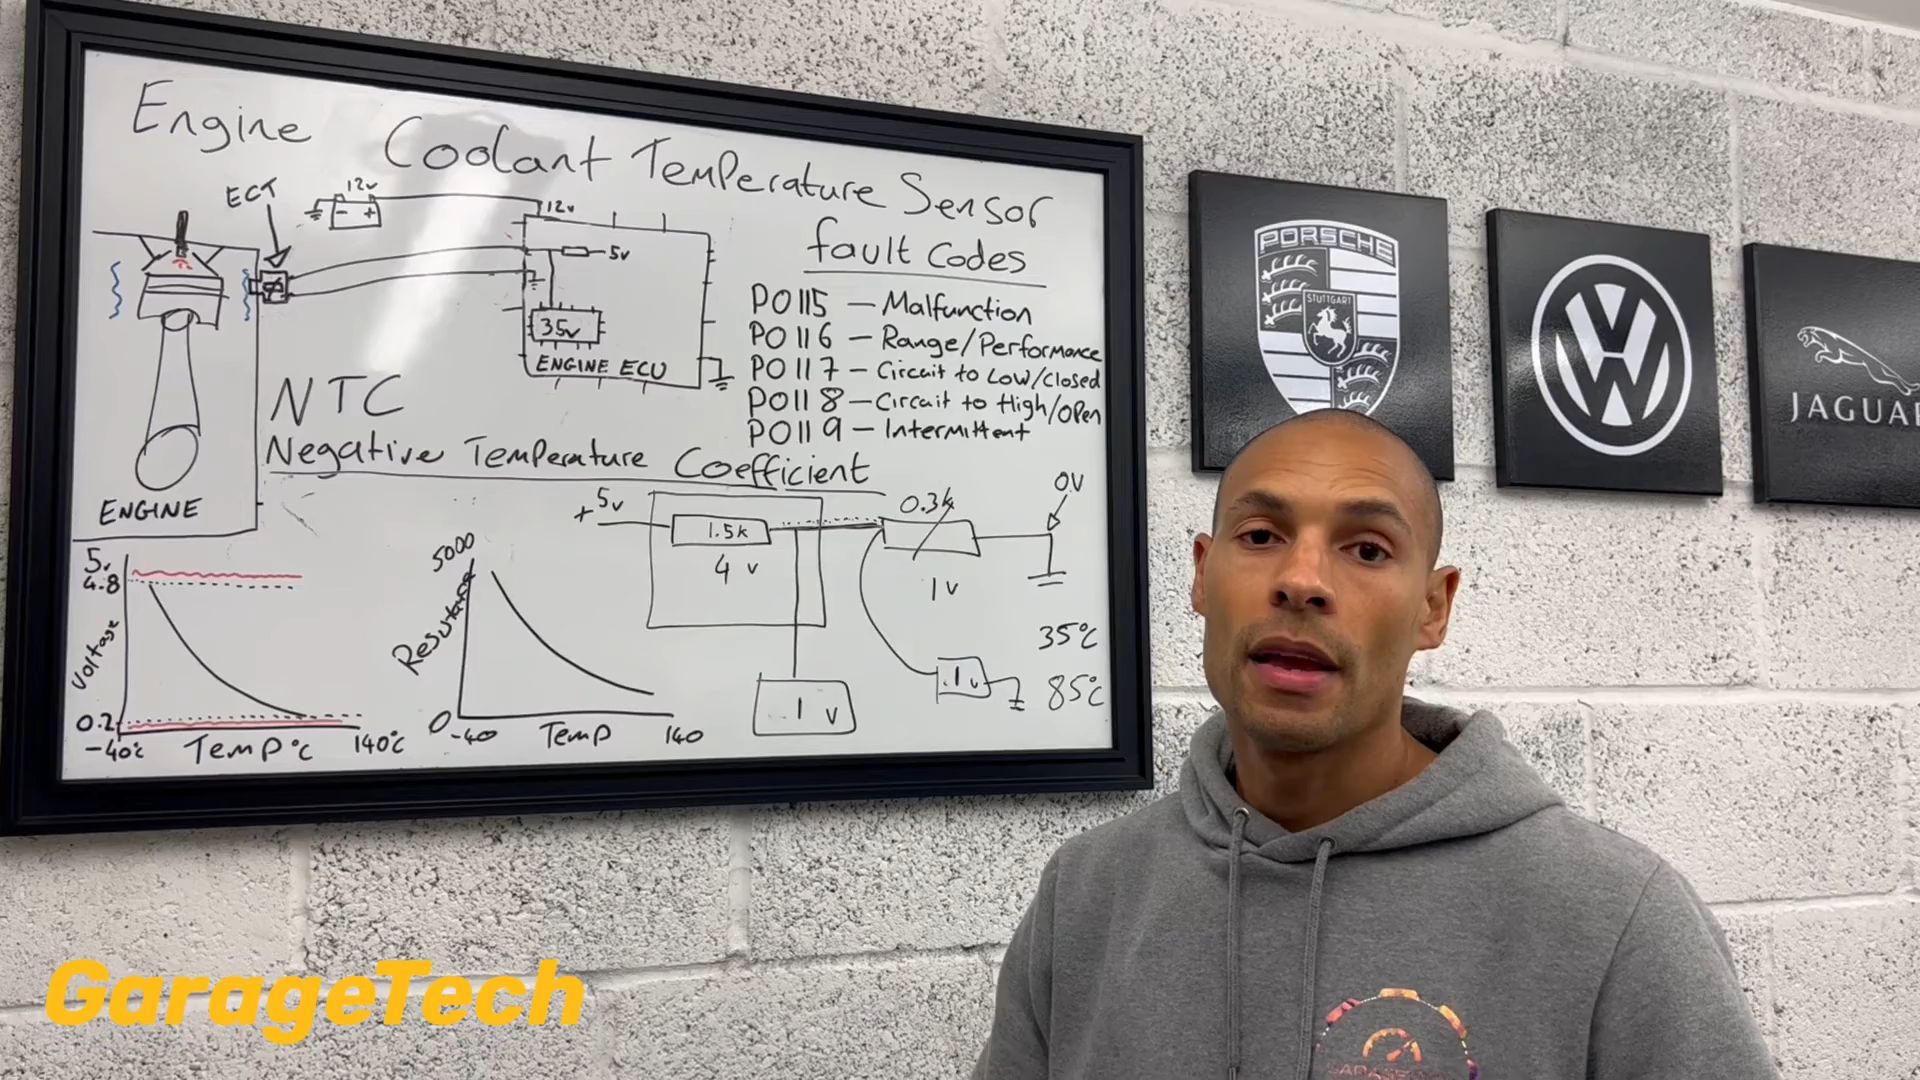 Engine Coolant Temperature Sensor
fault Codes
P0115 – Malfunction
P0116 – Range/Performance
P0117 – Circuit to Low/Closed
P0118 – Circuit to High/Open
P0119 – Intermittent
ECT
12v
- +
12v
5v
35v
ENGINE ECU
NTC
Negative Temperature Coefficient
ENGINE
5v
4.8
Voltage
0.2
-40°c Temp°c 140°c
5000
Resistance
0
-40 Temp 140
+5v
1.5k
4v
0.3k
1v
0v
1v
.1v
35°c
85°c
PORSCHE
STUTTGART
VW
JAGUA
GarageTech